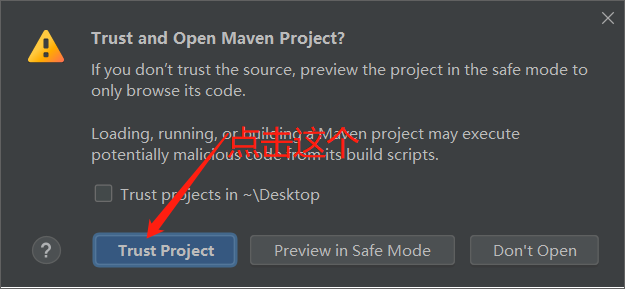 Trust and Open Maven Project?
If you don't trust the source, preview the project in the safe mode to
only browse its code.
Loading, running, or building a Maven project may execute
potentially malicious code from its build scripts.
点击这个
Trust projects in ~\Desktop
?
Trust Project
Preview in Safe Mode
Don't Open